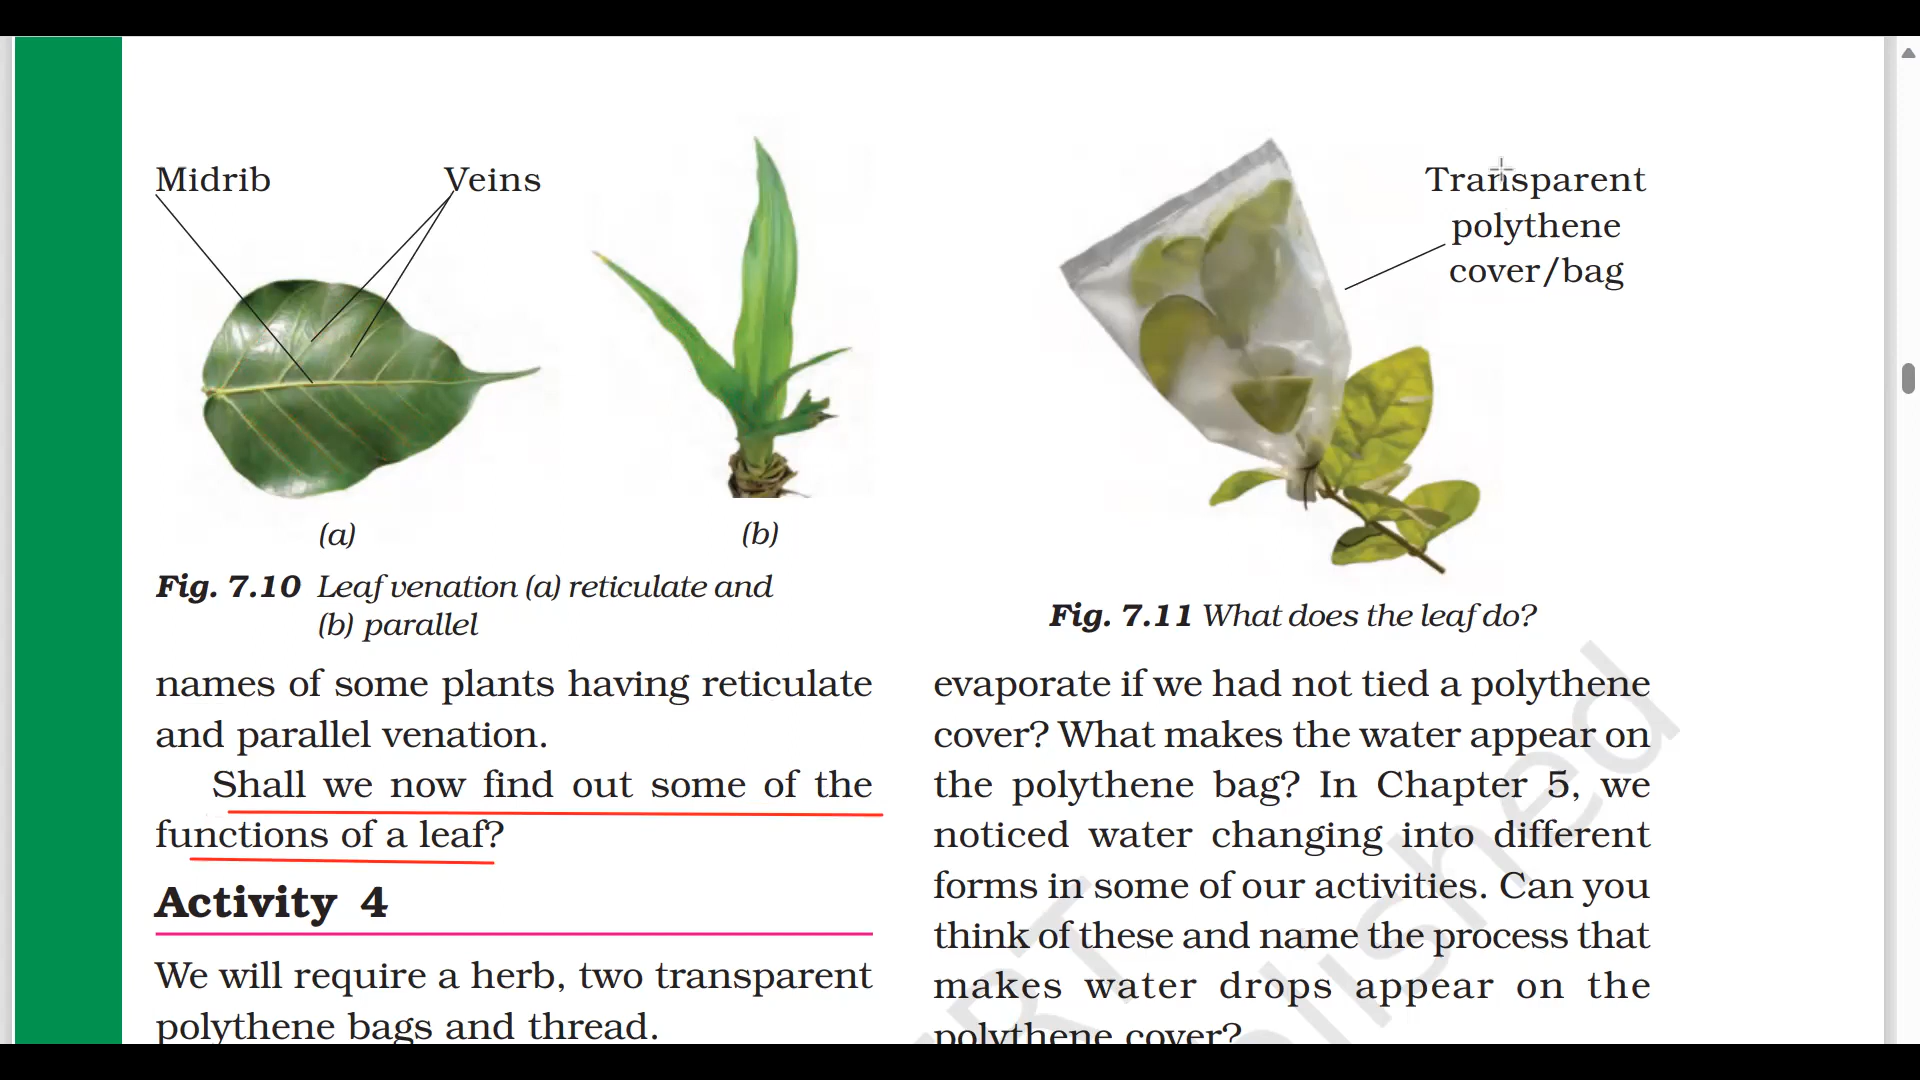 Midrib
Veins
(a)
(b)
Fig. 7.10 Leaf venation (a) reticulate and
(b) parallel
names of some plants having reticulate
and parallel venation.
Shall we now find out some of the
functions of a leaf?
Activity 4
We will require a herb, two transparent
polythene bags and thread.
Transparent
polythene
cover/bag
Fig. 7.11 What does the leaf do?
evaporate if we had not tied a polythene
cover? What makes the water appear on
the polythene bag? In Chapter 5, we
noticed water changing into different
forms in some of our activities. Can you
think of these and name the process that
makes water drops appear on the
polythene cover?